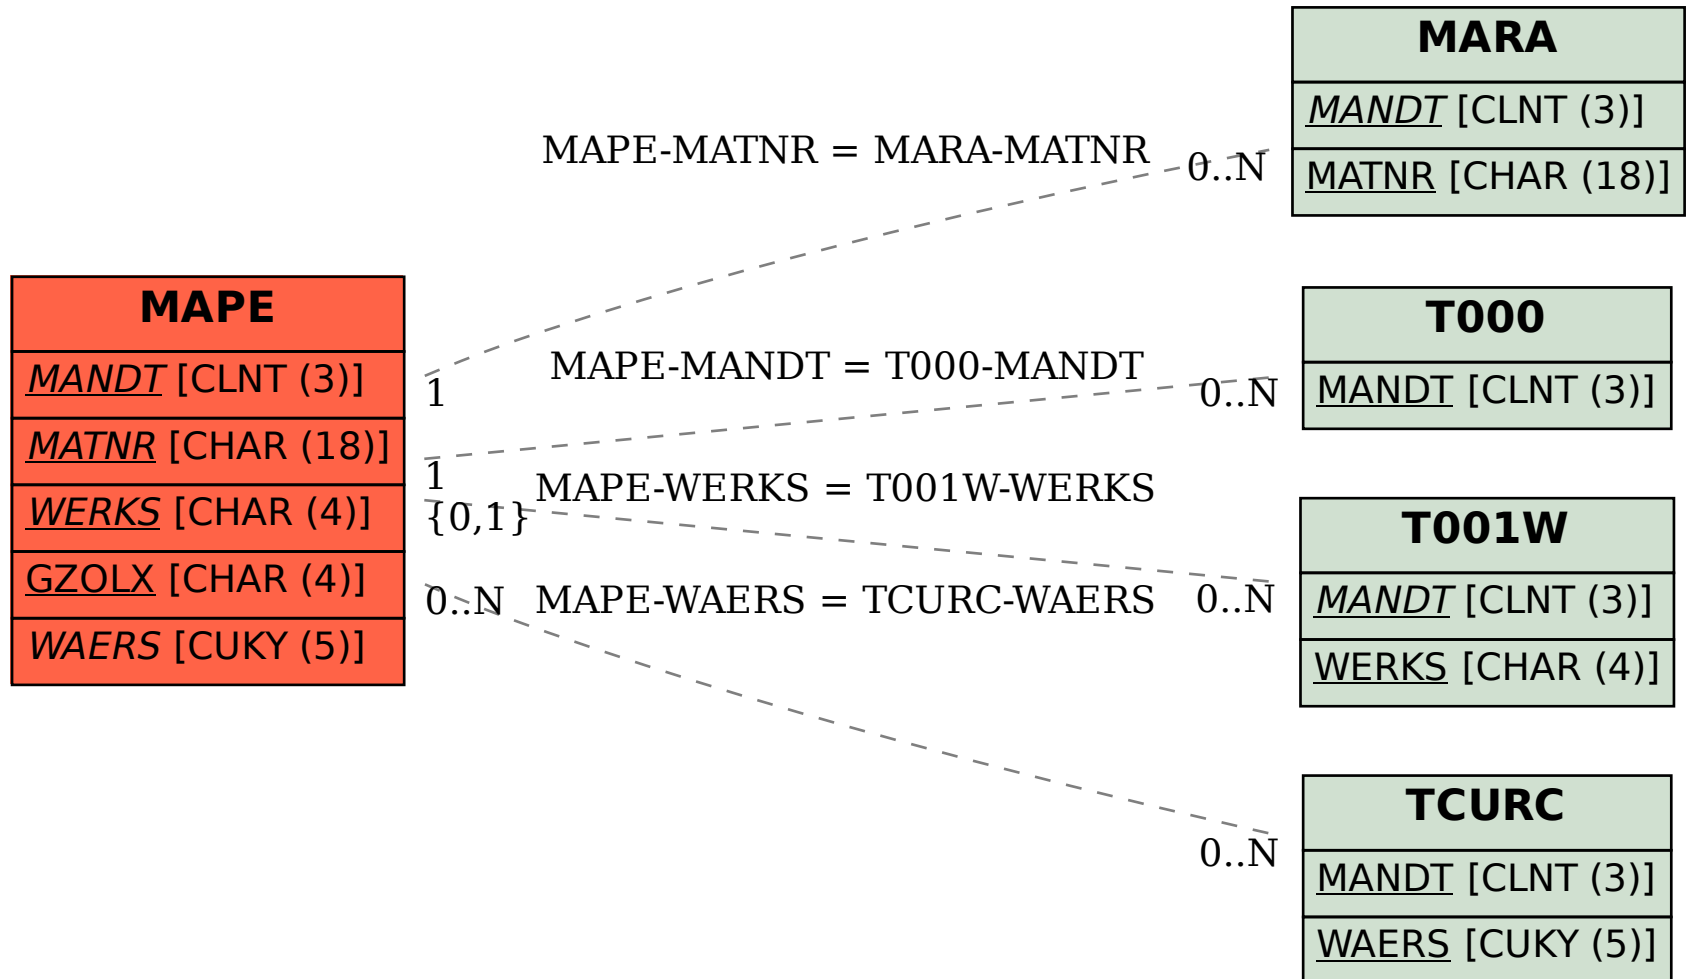 MARA
MANDT [CLNT (3)]
MATNR [CHAR (18)]
MAPE-MATNR = MARA-MATNR
0..N
1
MAPE
MANDT [CLNT (3)]
MATNR [CHAR (18)]
WERKS [CHAR (4)]
GZOLX [CHAR (4)]
WAERS [CUKY (5)]
T000
MANDT [CLNT (3)]
MAPE-MANDT = T000-MANDT
0..N
1
MAPE-WERKS = T001W-WERKS
{0,1}
0..N
T001W
MANDT [CLNT (3)]
WERKS [CHAR (4)]
MAPE-WAERS = TCURC-WAERS
0..N
0..N
TCURC
MANDT [CLNT (3)]
WAERS [CUKY (5)]